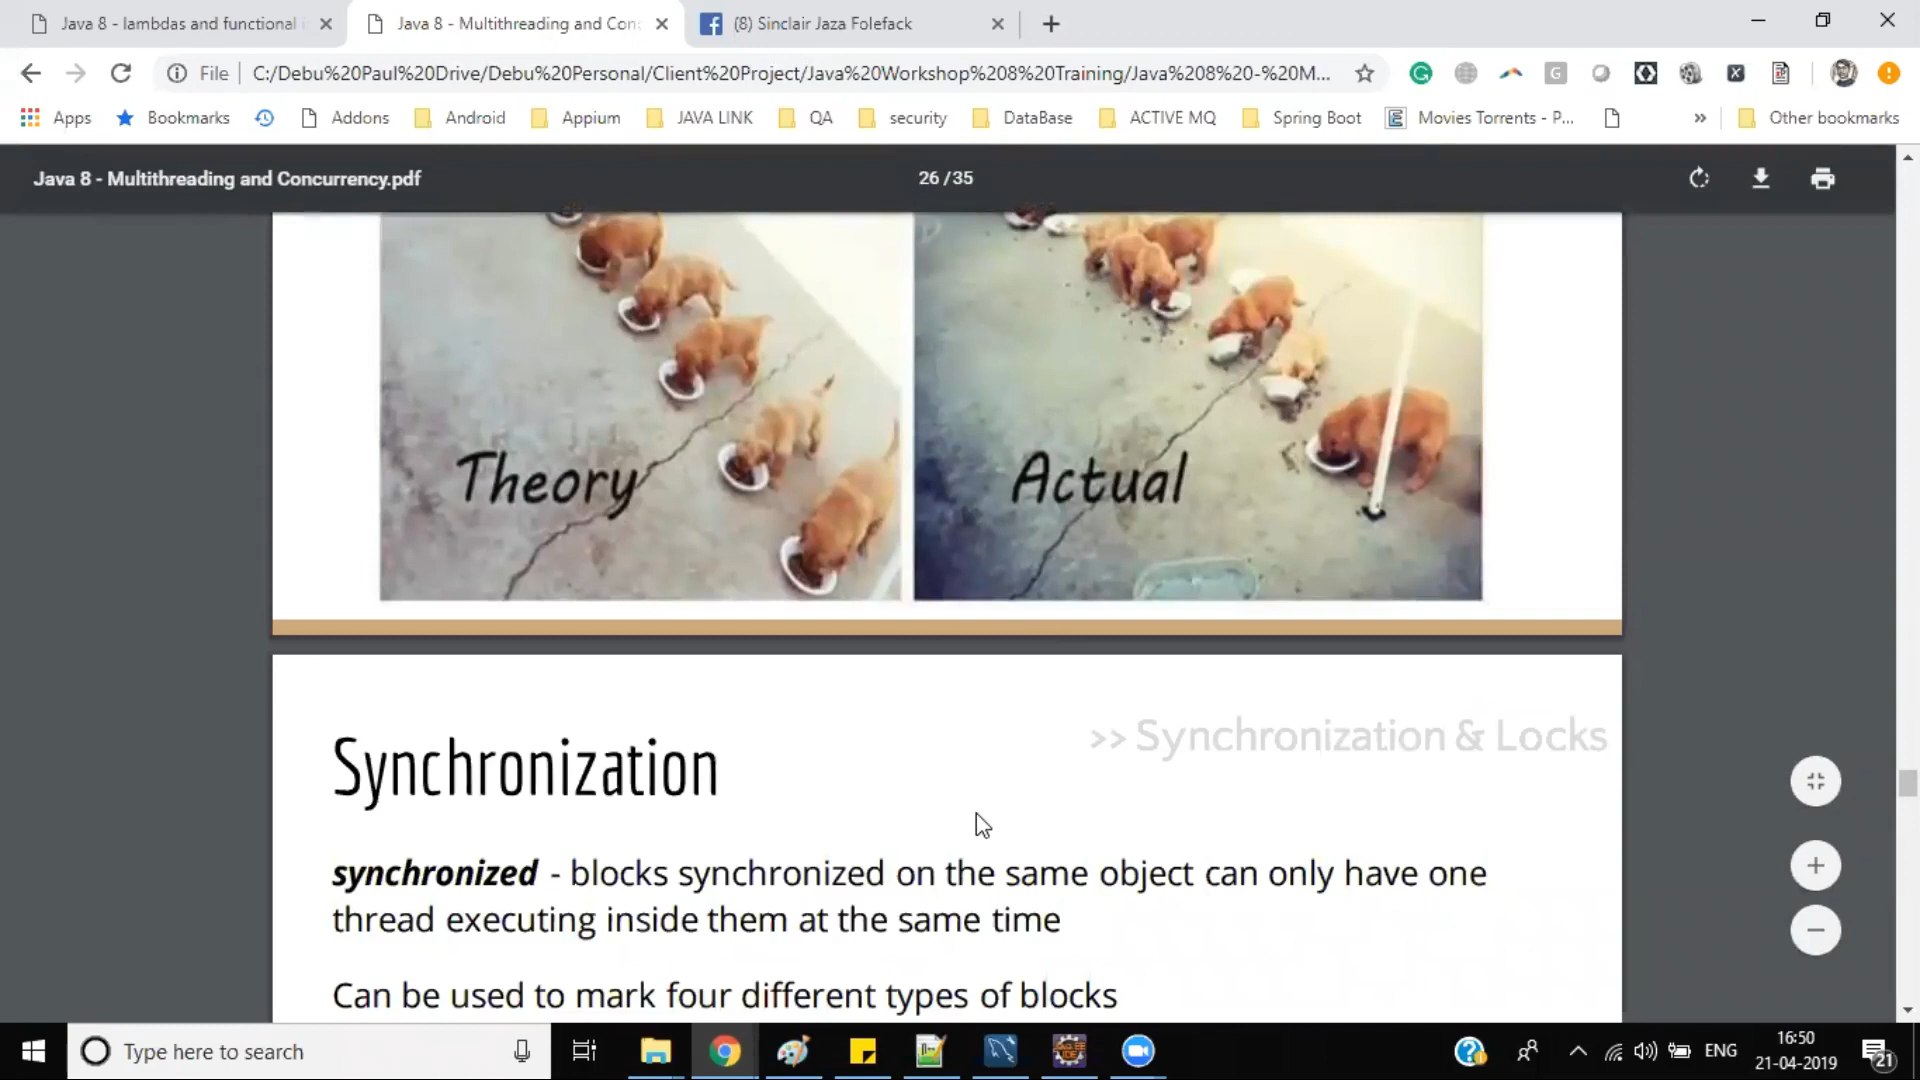 Java 8 - lambdas and functional
Java 8 - Multithreading and Con
(8) Sinclair Jaza Folefack
File
C:/Debu%20Paul%20Drive/Debu%20Personal/Client%20Project/Java%20Workshop%208%20Training/Java%208%20-%20M...
Apps
Bookmarks
Addons
Android
Appium
JAVA LINK
QA
security
DataBase
ACTIVE MQ
Spring Boot
Movies Torrents - P...
»
Other bookmarks
Java 8 - Multithreading and Concurrency.pdf
26 / 35
Theory
Actual
>> Synchronization & Locks
Synchronization
synchronized - blocks synchronized on the same object can only have one
thread executing inside them at the same time
Can be used to mark four different types of blocks
Type here to search
ENG
16:50
21-04-2019
21